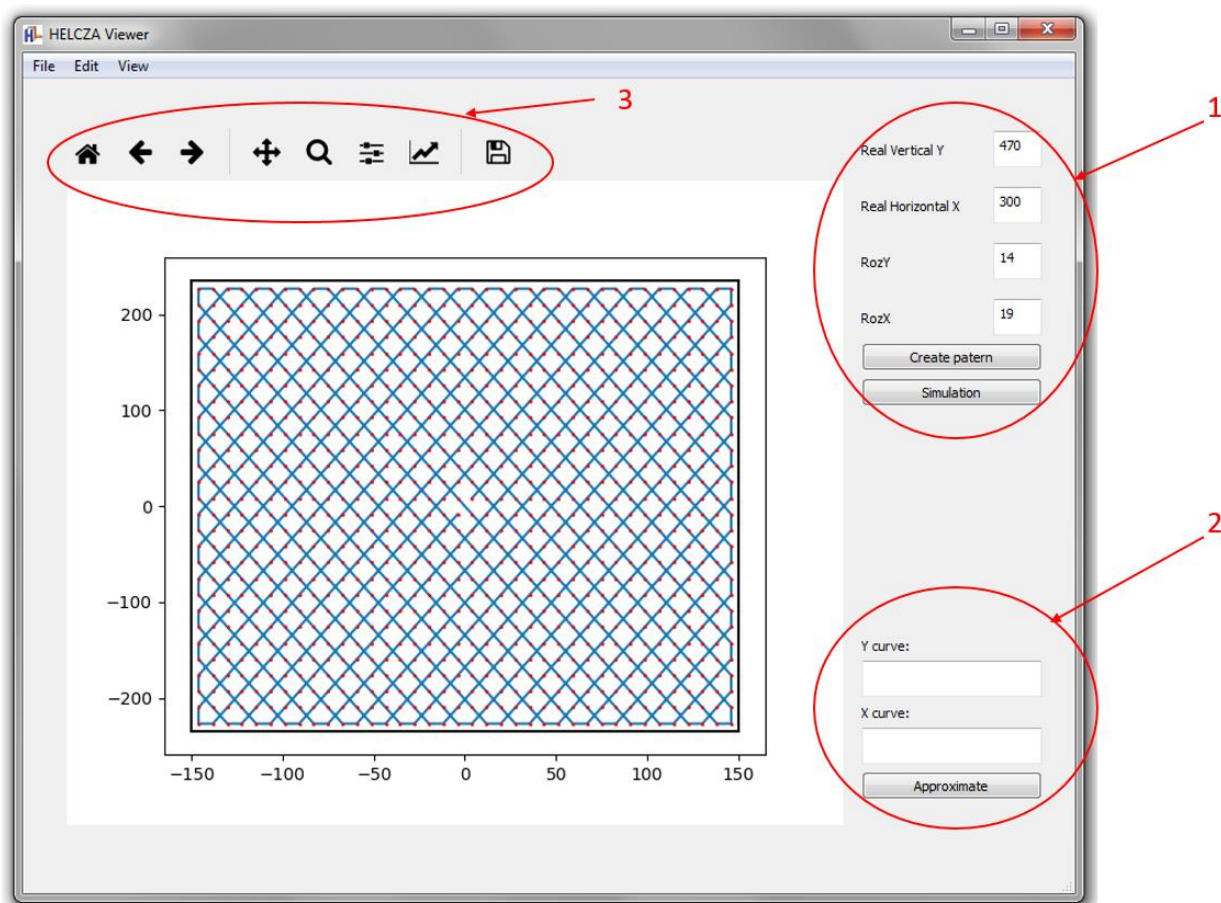 HELCZA Viewer
File Edit View
3
1
Real Vertical Y 470
Real Horizontal X 300
RozY 14
RozX 19
Create patern
Simulation
200
100
0
−100
−200
−150 −100 −50 0 50 100 150
2
Y curve:
X curve:
Approximate